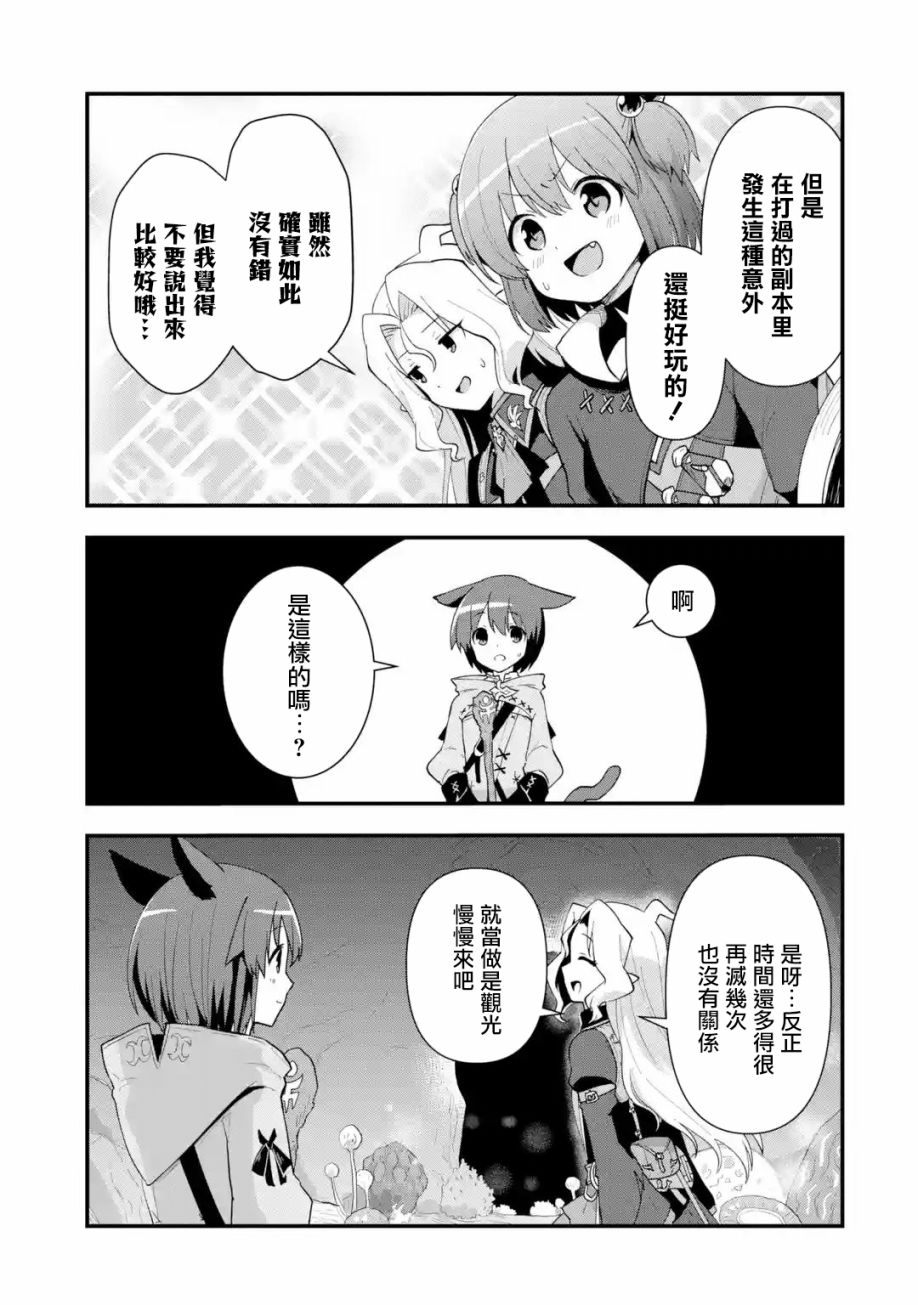 但是
在打過的副本里
發生這種意外
還挺好玩的！
雖然
確實如此
沒有錯
但我覺得
不要說出來
比較好哦…
啊
是這樣的嗎…？
是呀…反正
時間還多得很
再滅幾次
也沒有關係
就當做是觀光
慢慢來吧